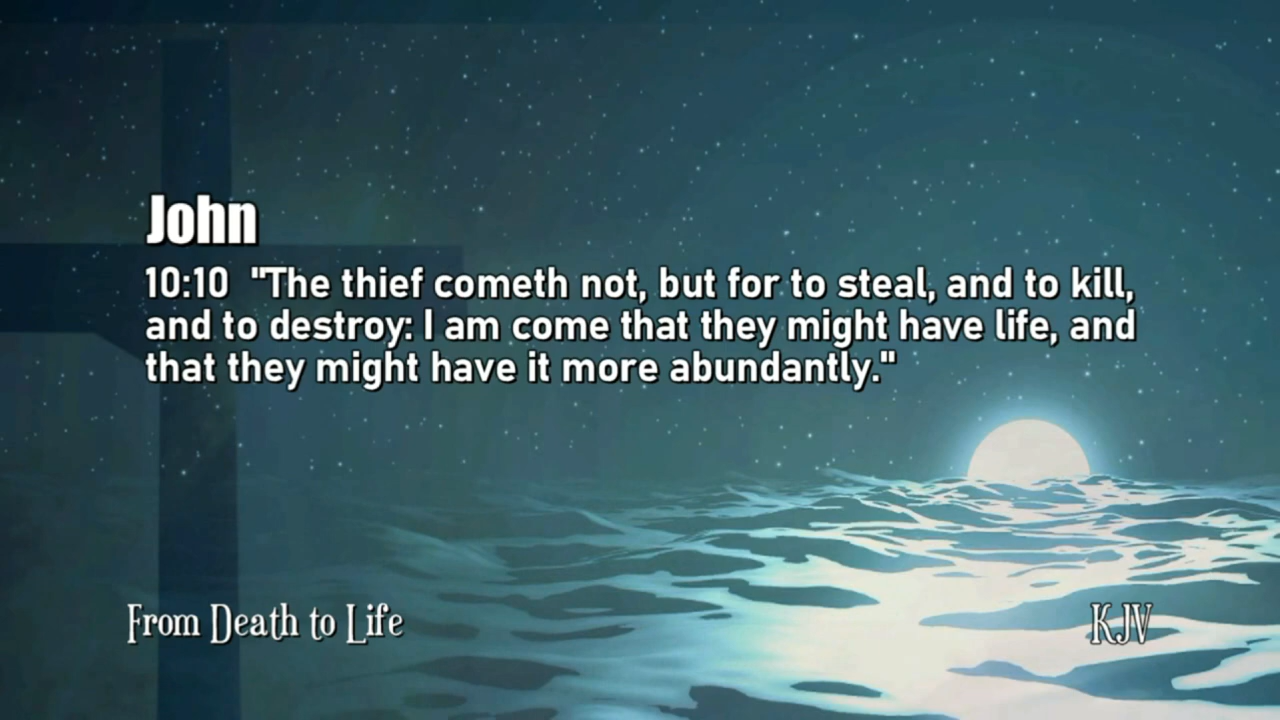 John
10:10 "The thief cometh not, but for to steal, and to kill,
and to destroy: I am come that they might have life, and
that they might have it more abundantly."
From Death to Life
KJV